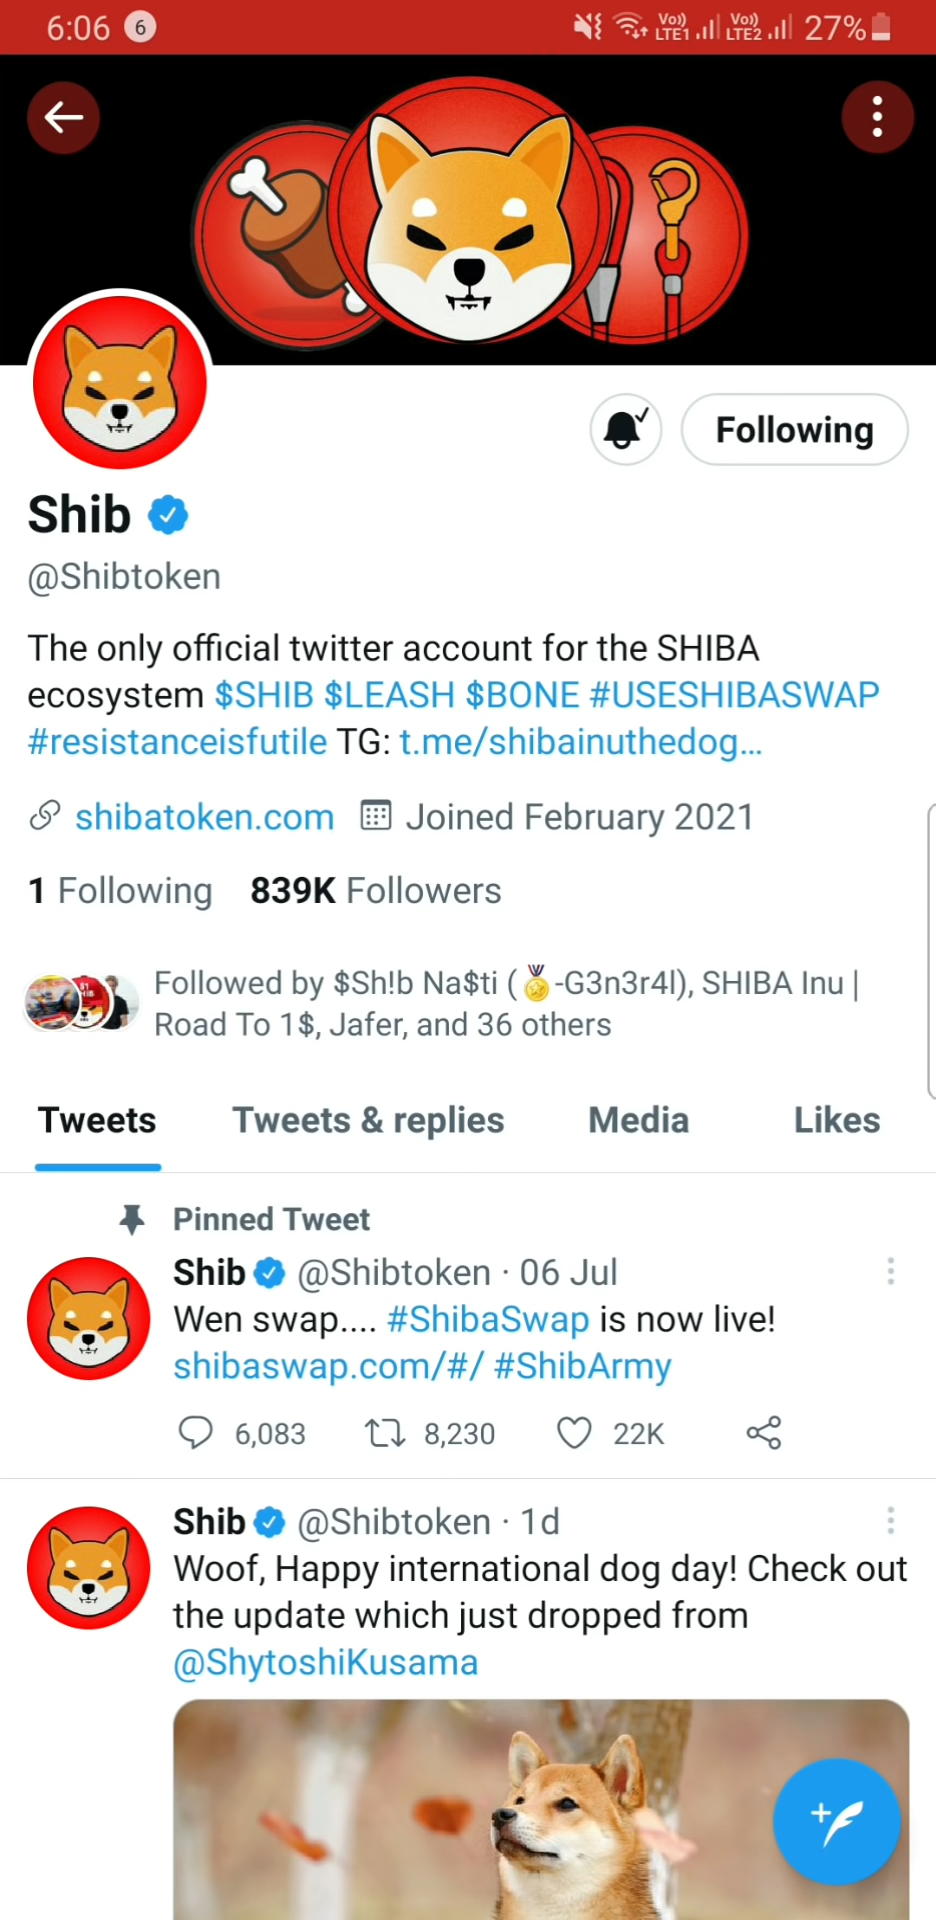 6:06 6 Vo)) LTE1 Vo)) LTE2 27%
Following
Shib
@Shibtoken
The only official twitter account for the SHIBA
ecosystem $SHIB $LEASH $BONE #USESHIBASWAP
#resistanceisfutile TG: t.me/shibainuthedog…
shibatoken.com Joined February 2021
1 Following 839K Followers
Followed by $Sh!b Na$ti (🏅-G3n3r4l), SHIBA Inu |
Road To 1$, Jafer, and 36 others
Tweets Tweets & replies Media Likes
Pinned Tweet
Shib @Shibtoken · 06 Jul
Wen swap.... #ShibaSwap is now live!
shibaswap.com/#/ #ShibArmy
6,083 8,230 22K
Shib @Shibtoken · 1d
Woof, Happy international dog day! Check out
the update which just dropped from
@ShytoshiKusama